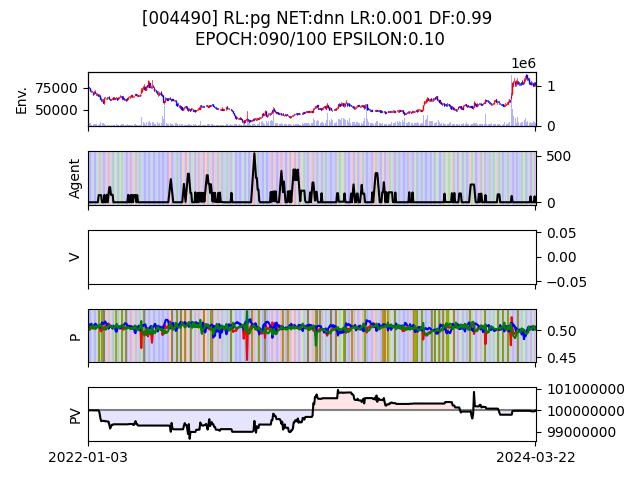 [004490] RL:pg NET:dnn LR:0.001 DF:0.99
EPOCH:090/100 EPSILON:0.10
1e6
Env.
75000
50000
1
0
Agent
500
0
V
0.05
0.00
−0.05
P
0.50
0.45
PV
101000000
100000000
99000000
2022-01-03
2024-03-22